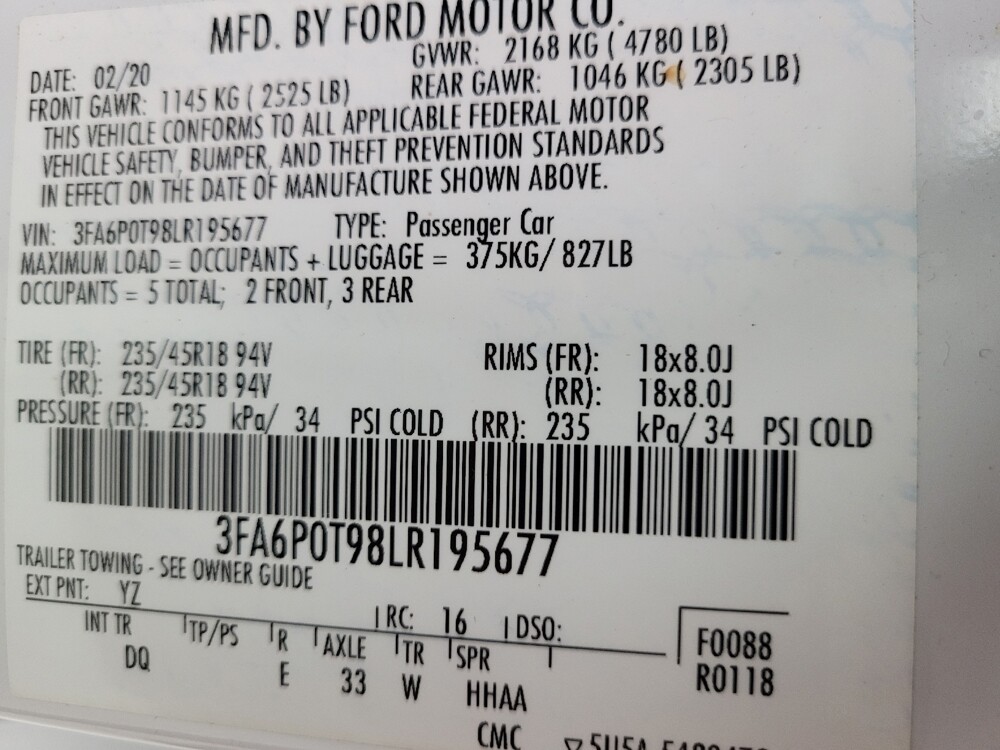 MFD. BY FORD MOTOR CO.
DATE: 02/20 GVWR: 2168 KG ( 4780 LB)
FRONT GAWR: 1145 KG ( 2525 LB) REAR GAWR: 1046 KG ( 2305 LB)
THIS VEHICLE CONFORMS TO ALL APPLICABLE FEDERAL MOTOR
VEHICLE SAFETY, BUMPER, AND THEFT PREVENTION STANDARDS
IN EFFECT ON THE DATE OF MANUFACTURE SHOWN ABOVE.
VIN: 3FA6P0T98LR195677 TYPE: Passenger Car
MAXIMUM LOAD = OCCUPANTS + LUGGAGE = 375KG/ 827LB
OCCUPANTS = 5 TOTAL; 2 FRONT, 3 REAR
TIRE (FR): 235/45R18 94V RIMS (FR): 18x8.0J
(RR): 235/45R18 94V (RR): 18x8.0J
PRESSURE (FR): 235 kPa/ 34 PSI COLD (RR): 235 kPa/ 34 PSI COLD
3FA6P0T98LR195677
TRAILER TOWING - SEE OWNER GUIDE
EXT PNT: YZ RC: 16 DSO:
INT TR TP/PS R AXLE TR SPR F0088
DQ E 33 W HHAA R0118
CMC